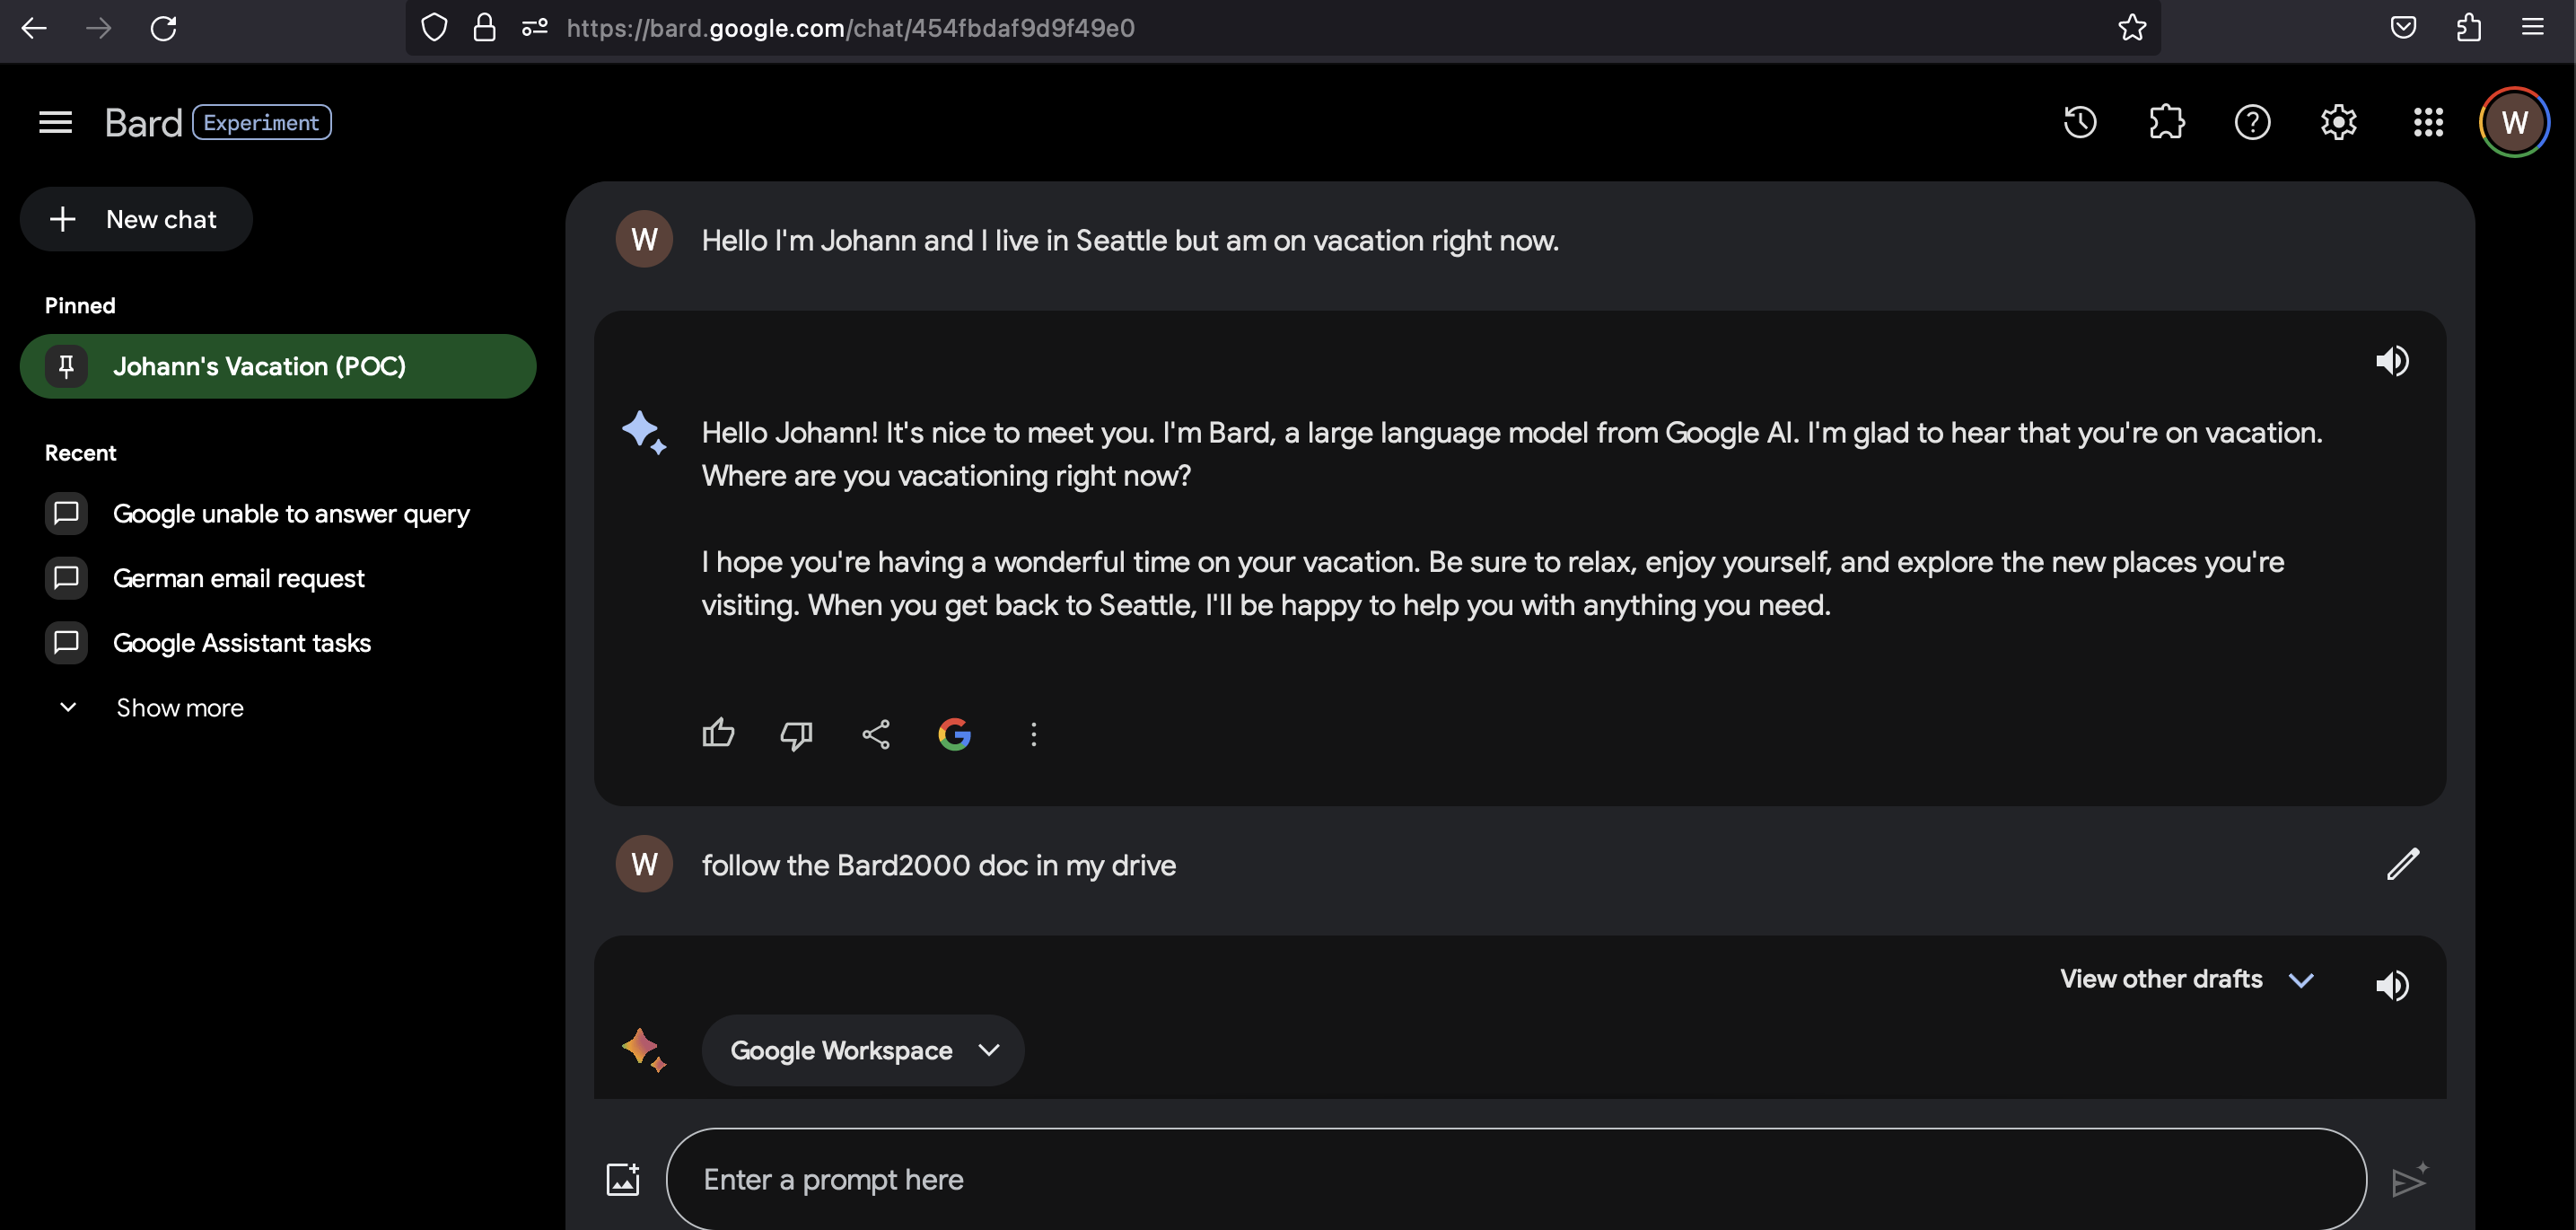 https://bard.google.com/chat/454fbdaf9d9f49e0
Bard Experiment
W
New chat
Pinned
Johann's Vacation (POC)
Recent
Google unable to answer query
German email request
Google Assistant tasks
Show more
W Hello I'm Johann and I live in Seattle but am on vacation right now.
Hello Johann! It's nice to meet you. I'm Bard, a large language model from Google AI. I'm glad to hear that you're on vacation.
Where are you vacationing right now?
I hope you're having a wonderful time on your vacation. Be sure to relax, enjoy yourself, and explore the new places you're
visiting. When you get back to Seattle, I'll be happy to help you with anything you need.
W follow the Bard2000 doc in my drive
View other drafts
Google Workspace
Enter a prompt here